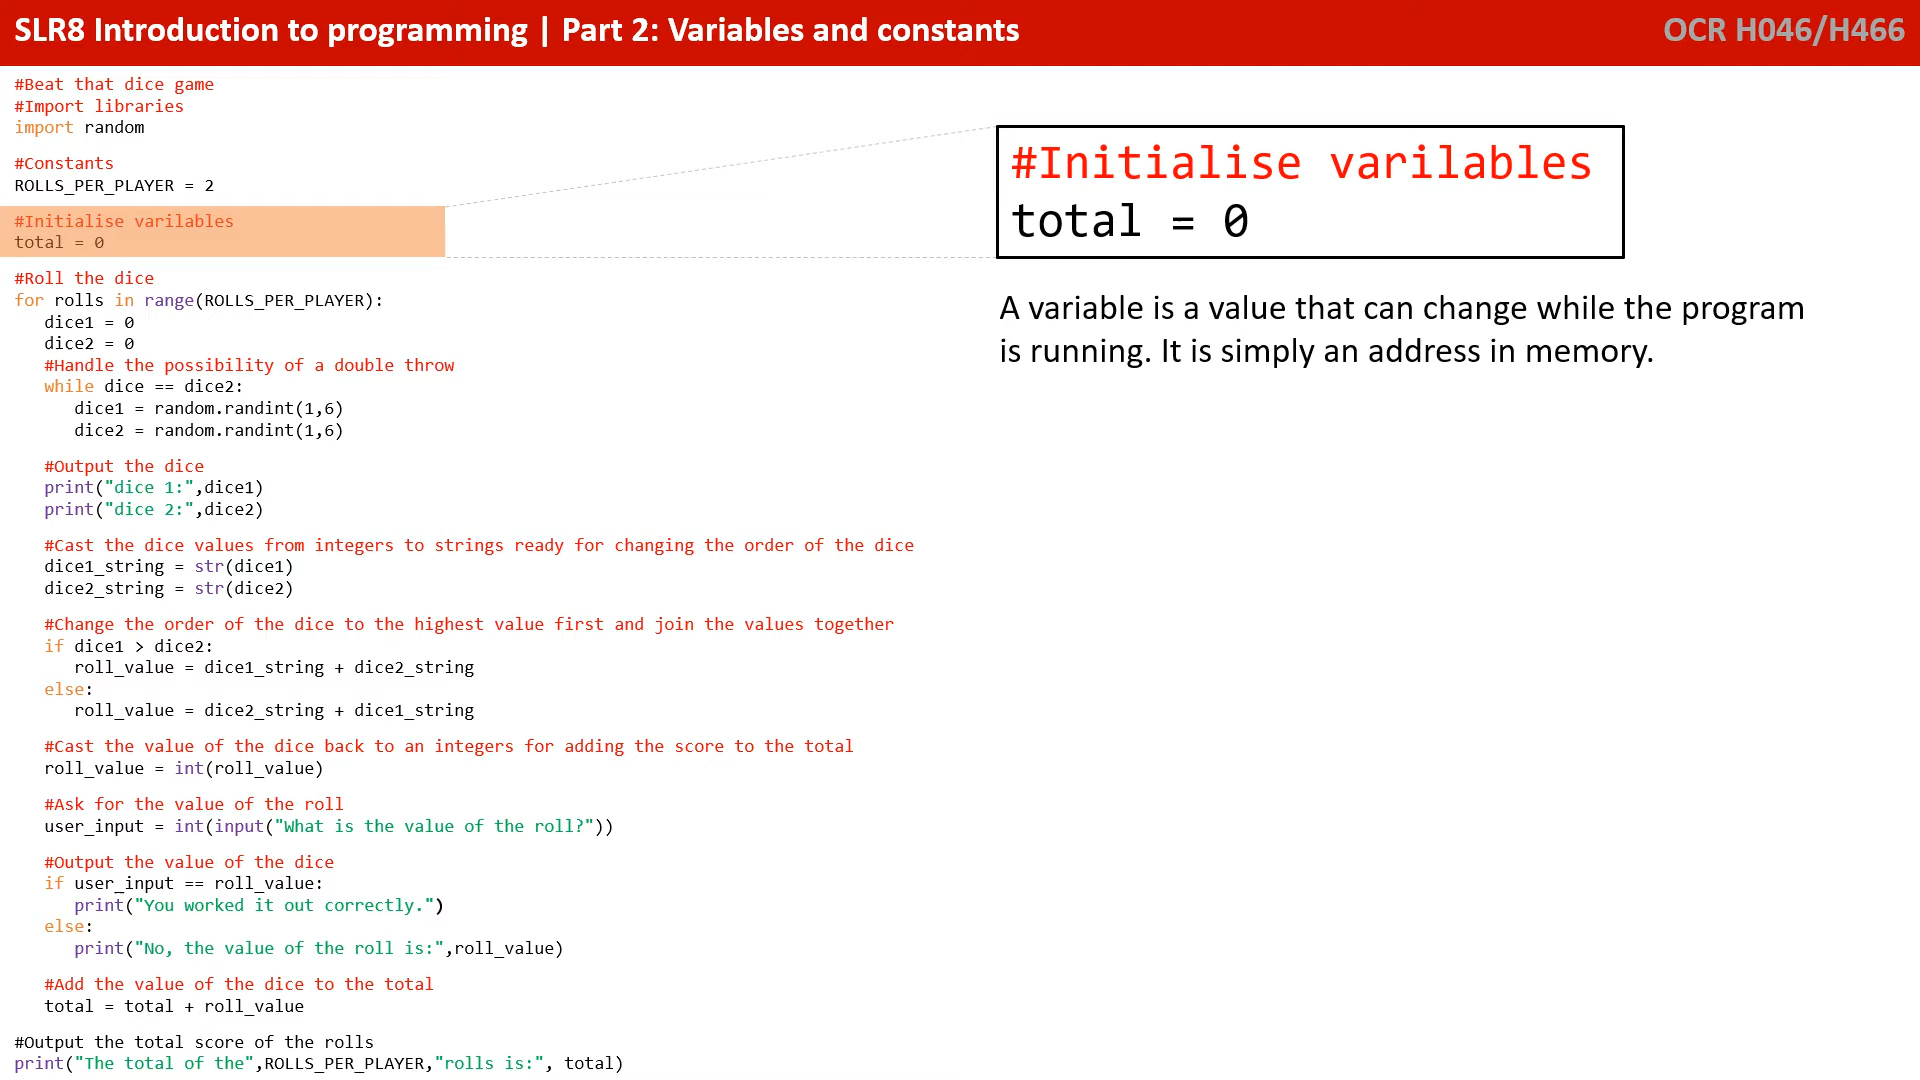 SLR8 Introduction to programming | Part 2: Variables and constants
OCR H046/H466
#Beat that dice game
#Import libraries
import random
#Constants
ROLLS_PER_PLAYER = 2
#Initialise varilables
total = 0
#Roll the dice
for rolls in range(ROLLS_PER_PLAYER):
   dice1 = 0
   dice2 = 0
   #Handle the possibility of a double throw
   while dice == dice2:
      dice1 = random.randint(1,6)
      dice2 = random.randint(1,6)
   #Output the dice
   print("dice 1:",dice1)
   print("dice 2:",dice2)
   #Cast the dice values from integers to strings ready for changing the order of the dice
   dice1_string = str(dice1)
   dice2_string = str(dice2)
   #Change the order of the dice to the highest value first and join the values together
   if dice1 > dice2:
      roll_value = dice1_string + dice2_string
   else:
      roll_value = dice2_string + dice1_string
   #Cast the value of the dice back to an integers for adding the score to the total
   roll_value = int(roll_value)
   #Ask for the value of the roll
   user_input = int(input("What is the value of the roll?"))
   #Output the value of the dice
   if user_input == roll_value:
      print("You worked it out correctly.")
   else:
      print("No, the value of the roll is:",roll_value)
   #Add the value of the dice to the total
   total = total + roll_value
#Output the total score of the rolls
print("The total of the",ROLLS_PER_PLAYER,"rolls is:", total)
#Initialise varilables
total = 0
A variable is a value that can change while the program
is running. It is simply an address in memory.